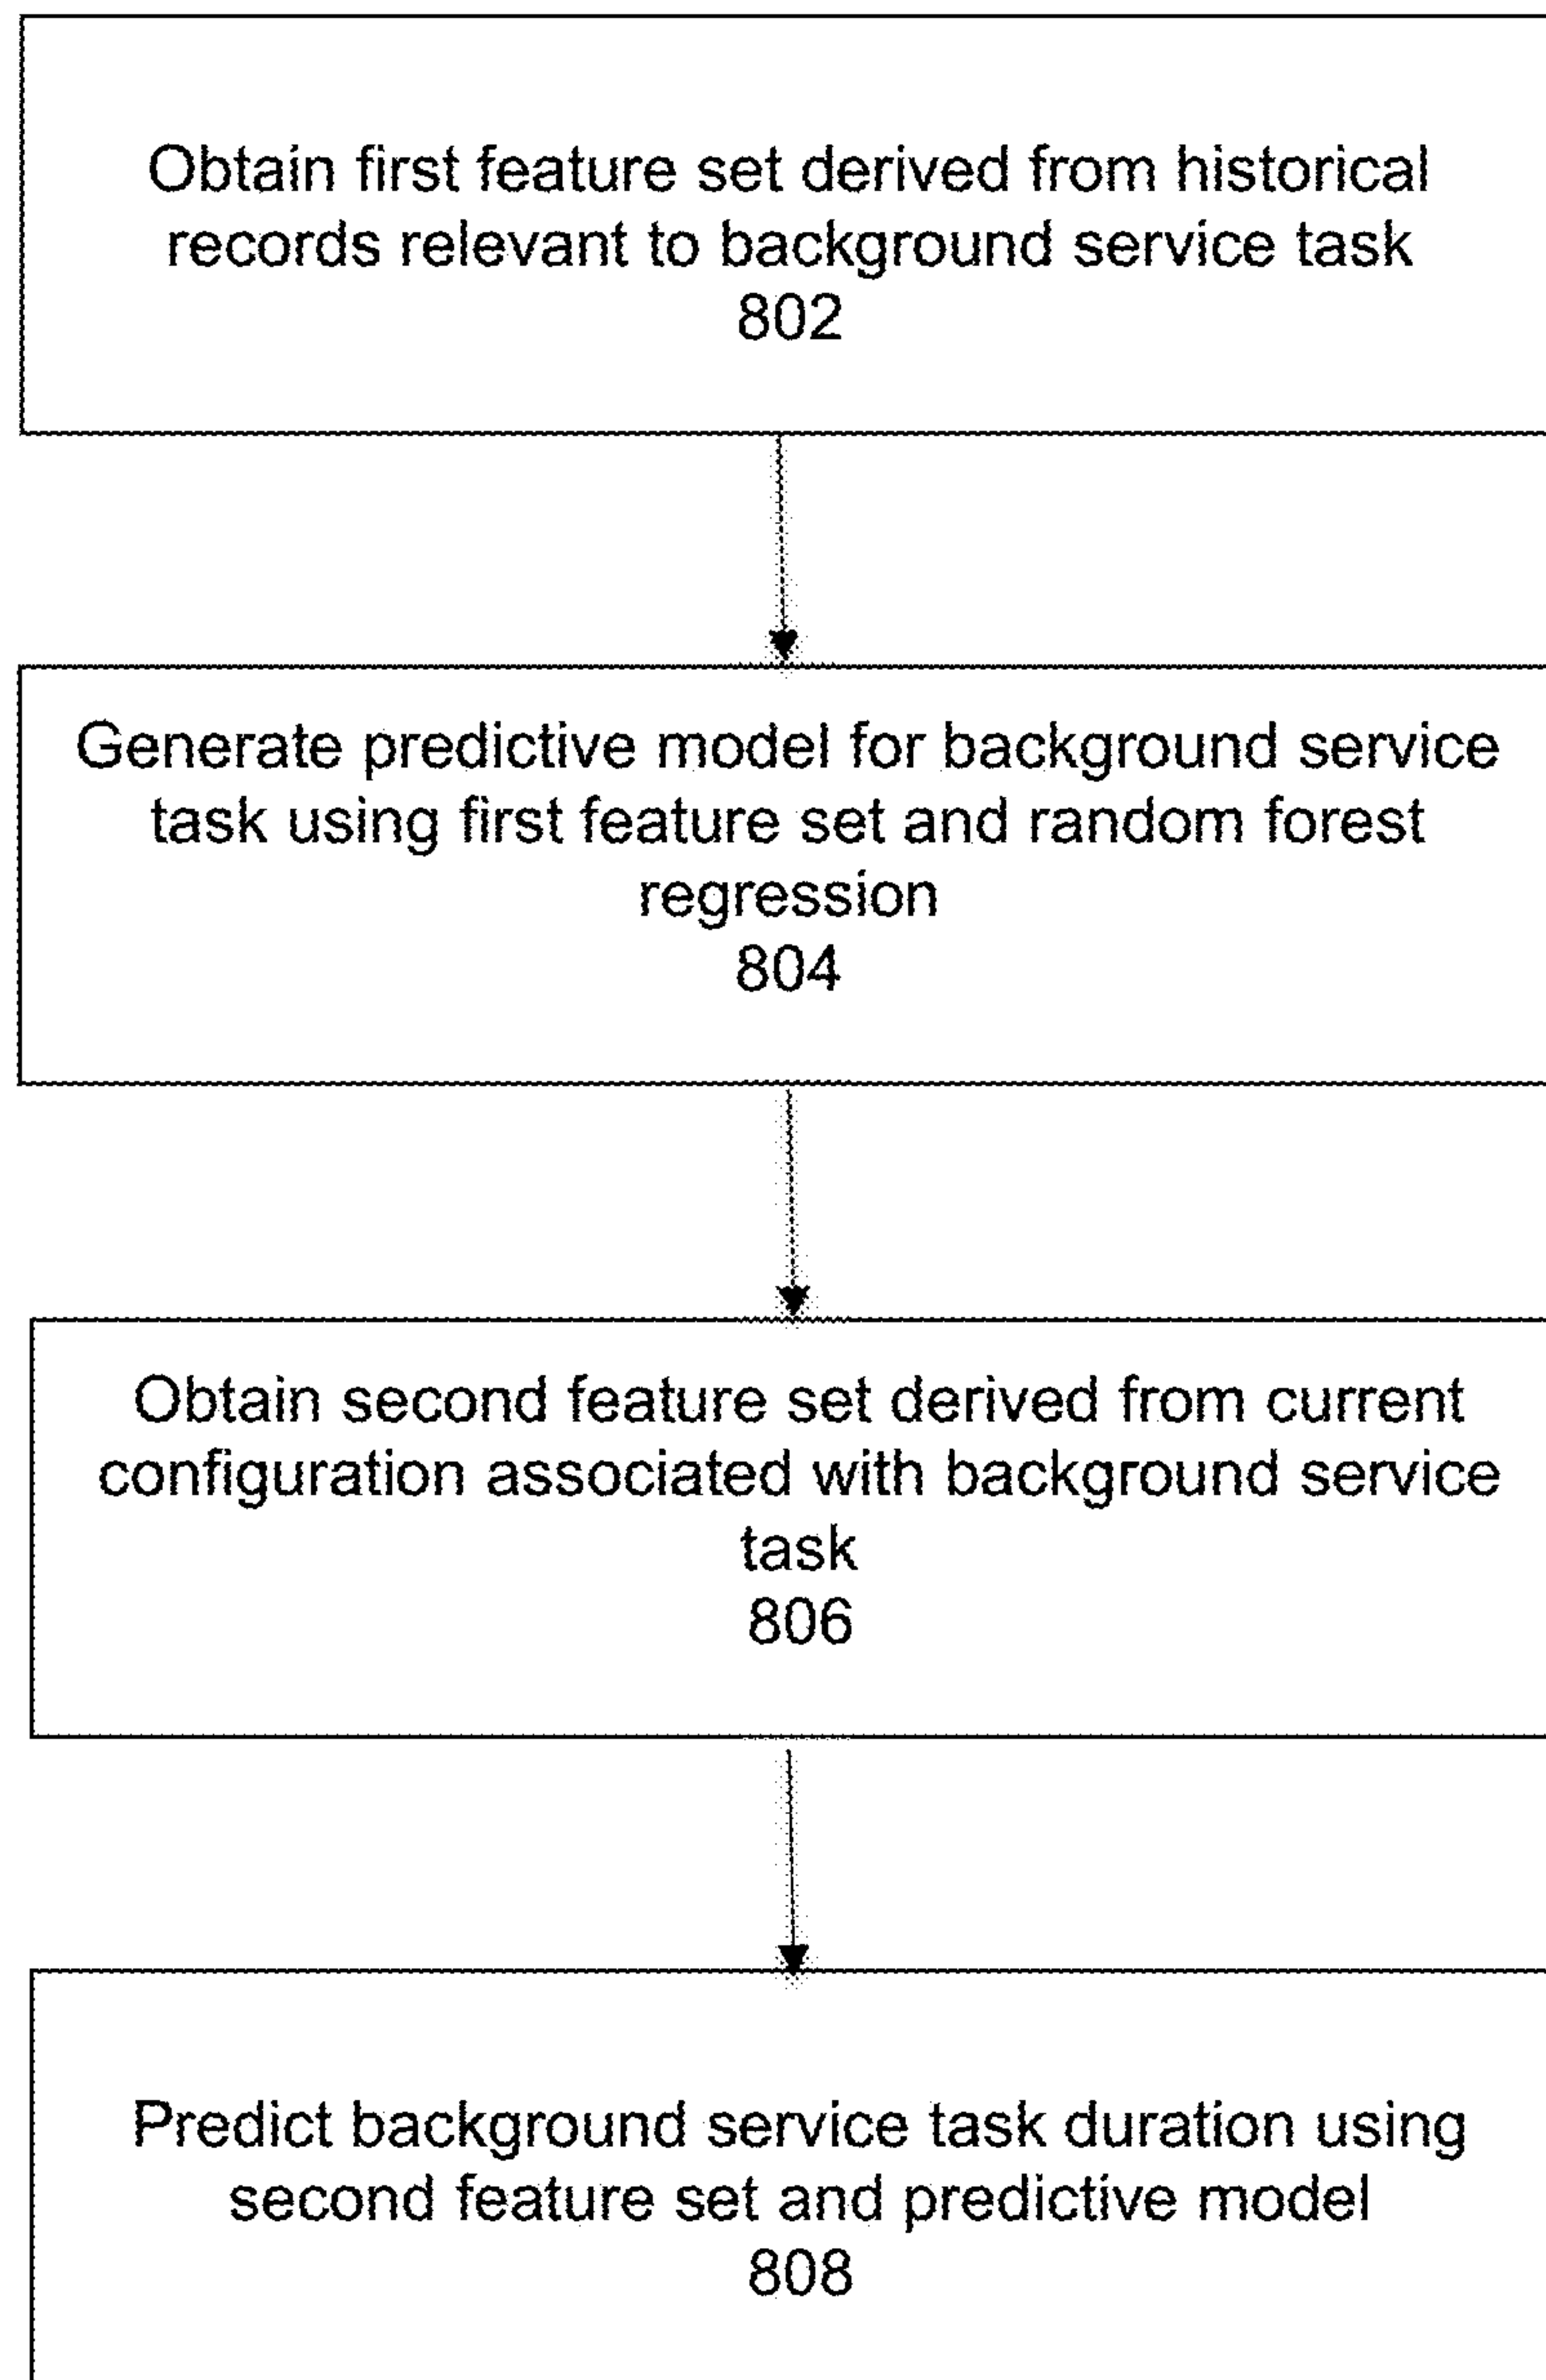 Obtain first feature set derived from historical
records relevant to background service task
802
Generate predictive model for background service
task using first feature set and random forest
regression
804
Obtain second feature set derived from current
configuration associated with background service
task
806
Predict background service task duration using
second feature set and predictive model
808